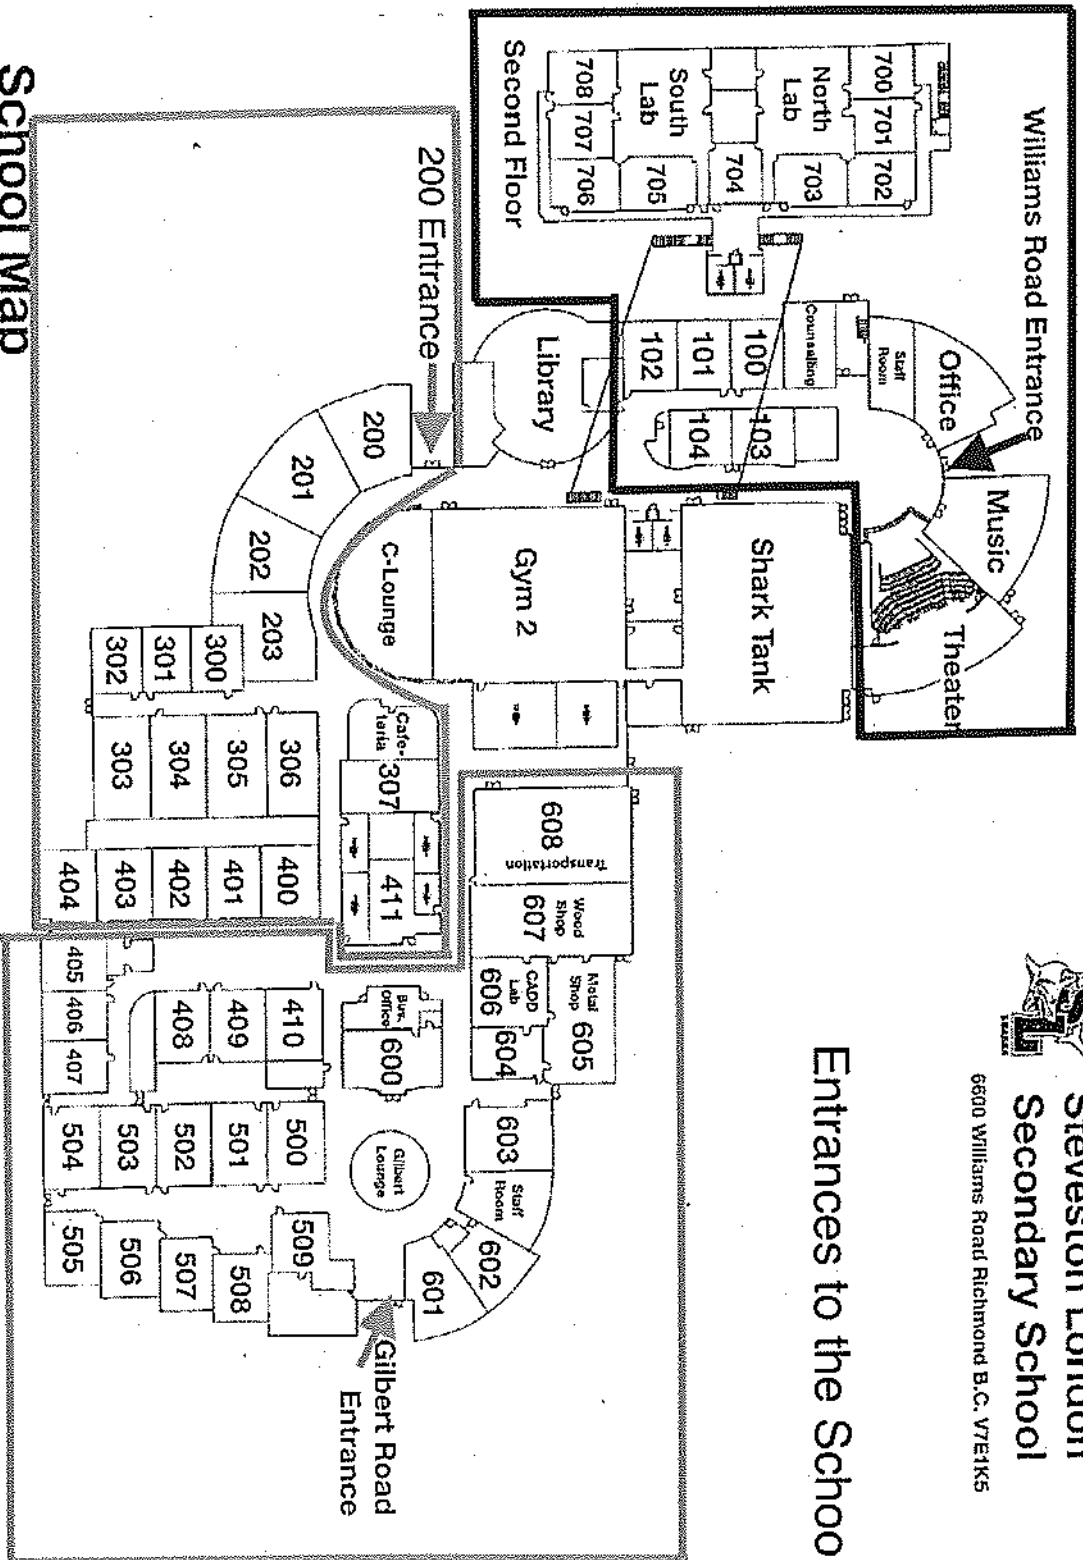 Steveston London
Secondary School
6600 Williams Road Richmond B.C. V7E1K5
Entrances to the Schoo
School Map
Williams Road Entrance
Second Floor
700
701
702
North
Lab
703
704
South
Lab
705
708
707
706
Office
Staff
Room
Counselling
Music
Theater
100
101
102
103
104
Library
Shark Tank
Gym 2
C-Lounge
200 Entrance
200
201
202
203
300
301
302
303
304
305
306
Cafe-
teria
307
411
400
401
402
403
404
405
406
407
408
409
410
608
Transportation
Wood
Shop
607
CADD
Lab
606
Metal
Shop
605
604
Bus.
Office
600
603
Staff
Room
602
601
Gilbert
Lounge
500
501
502
503
504
505
506
507
508
509
Gilbert Road
Entrance